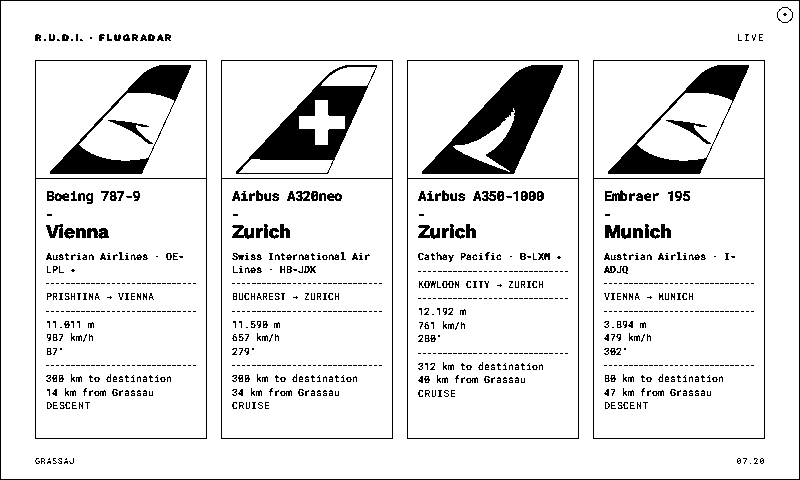 R.U.D.I. · FLUGRADAR
LIVE
Boeing 787-9
-
Vienna
Austrian Airlines · OE-
LPL ✦
PRISHTINA → VIENNA
11.011 m
987 km/h
87°
300 km to destination
14 km from Grassau
DESCENT
Airbus A320neo
-
Zurich
Swiss International Air
Lines · HB-JDX
BUCHAREST → ZURICH
11.590 m
657 km/h
279°
300 km to destination
34 km from Grassau
CRUISE
Airbus A350-1000
-
Zurich
Cathay Pacific · B-LXM ✦
KOWLOON CITY → ZURICH
12.192 m
761 km/h
280°
312 km to destination
40 km from Grassau
CRUISE
Embraer 195
-
Munich
Austrian Airlines · I-
ADJQ
VIENNA → MUNICH
3.894 m
479 km/h
302°
80 km to destination
47 km from Grassau
DESCENT
GRASSAU
07.20